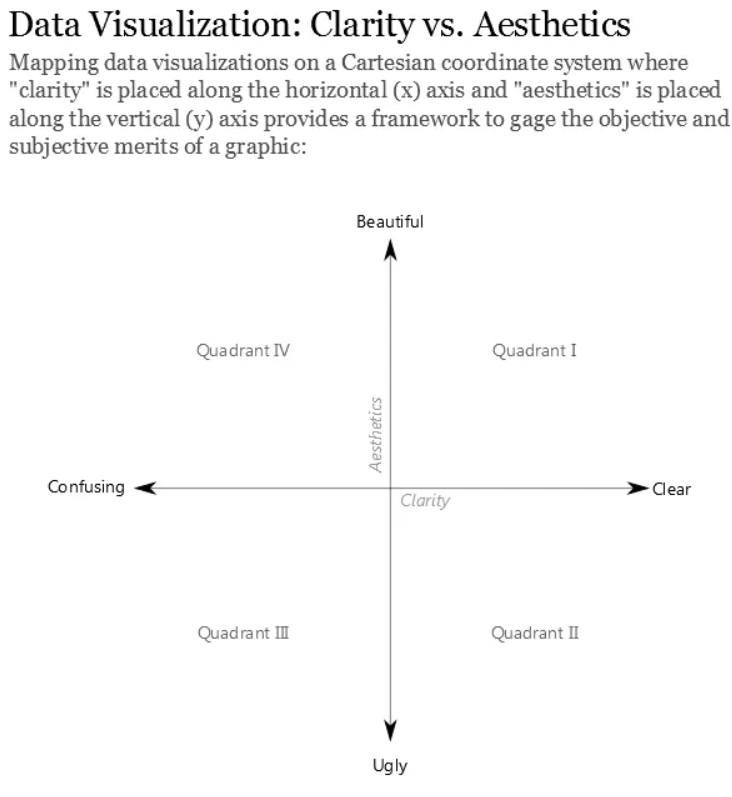 Data Visualization: Clarity vs. Aesthetics
Mapping data visualizations on a Cartesian coordinate system where
"clarity" is placed along the horizontal (x) axis and "aesthetics" is placed
along the vertical (y) axis provides a framework to gage the objective and
subjective merits of a graphic:
Beautiful
Quadrant IV
Quadrant I
Aesthetics
Confusing
Clear
Clarity
Quadrant III
Quadrant II
Ugly